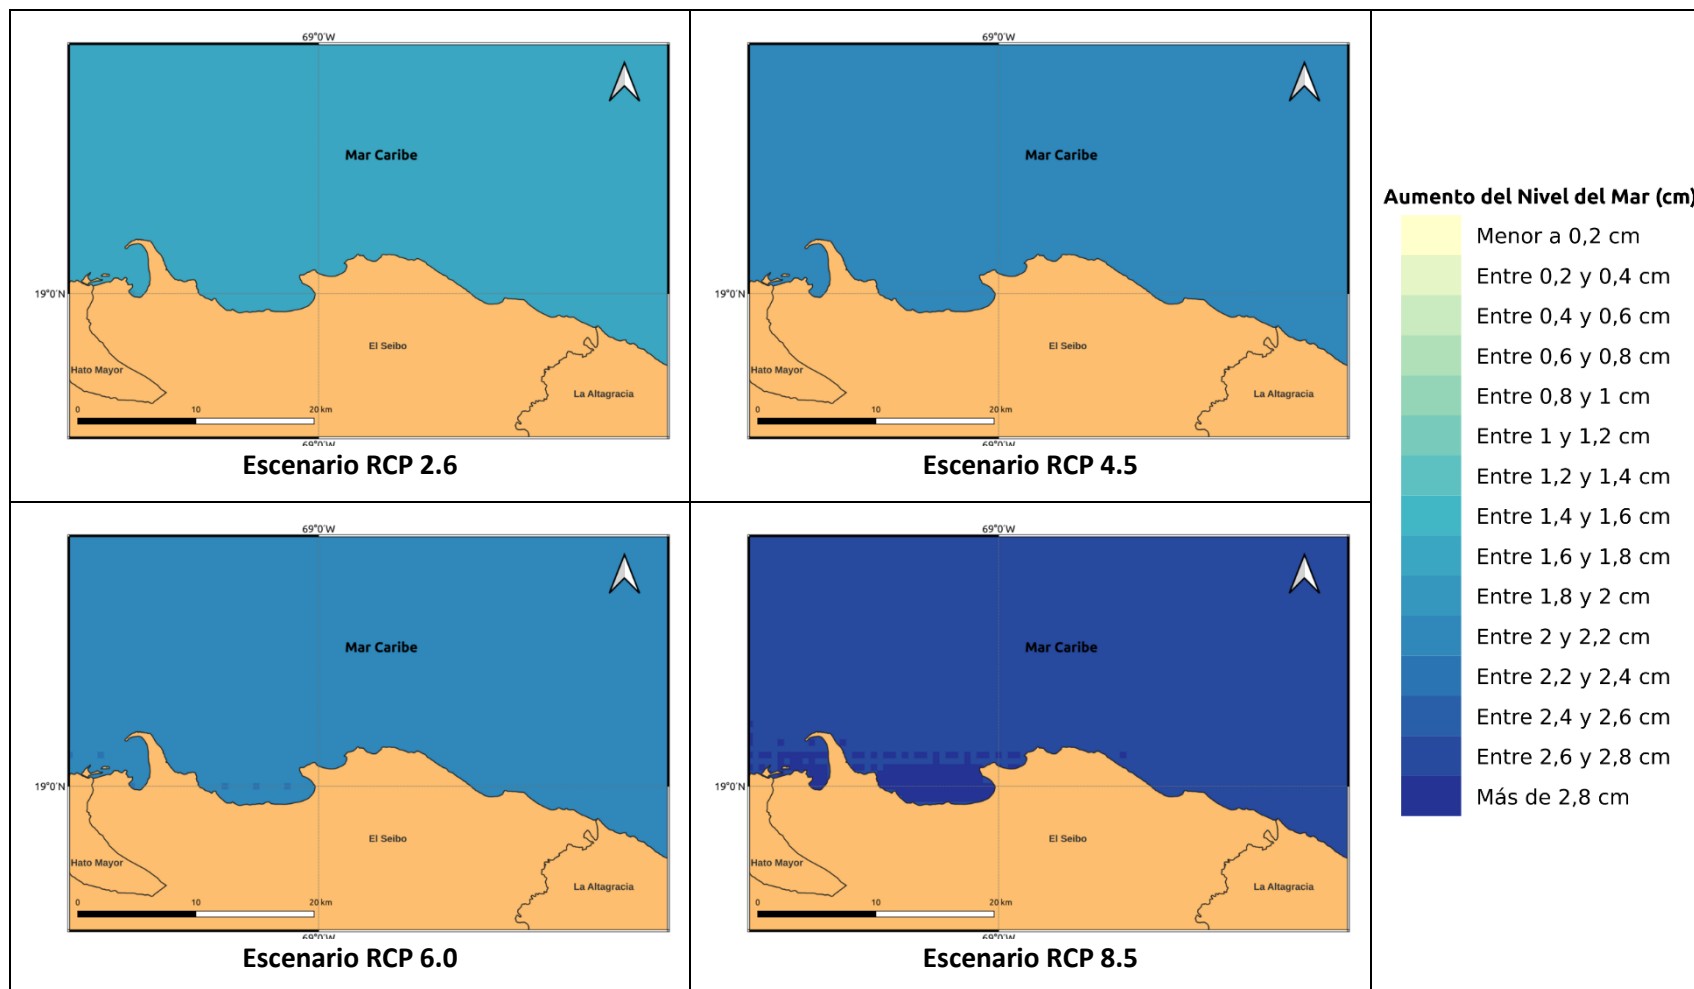 69°0'W
Mar Caribe
19°0'N
El Seibo
Hato Mayor
La Altagracia
0 10 20 km
69°0'W
Escenario RCP 2.6
69°0'W
Mar Caribe
19°0'N
El Seibo
Hato Mayor
La Altagracia
0 10 20 km
69°0'W
Escenario RCP 4.5
69°0'W
Mar Caribe
19°0'N
El Seibo
Hato Mayor
La Altagracia
0 10 20 km
69°0'W
Escenario RCP 6.0
69°0'W
Mar Caribe
19°0'N
El Seibo
Hato Mayor
La Altagracia
0 10 20 km
69°0'W
Escenario RCP 8.5
Aumento del Nivel del Mar (cm)
Menor a 0,2 cm
Entre 0,2 y 0,4 cm
Entre 0,4 y 0,6 cm
Entre 0,6 y 0,8 cm
Entre 0,8 y 1 cm
Entre 1 y 1,2 cm
Entre 1,2 y 1,4 cm
Entre 1,4 y 1,6 cm
Entre 1,6 y 1,8 cm
Entre 1,8 y 2 cm
Entre 2 y 2,2 cm
Entre 2,2 y 2,4 cm
Entre 2,4 y 2,6 cm
Entre 2,6 y 2,8 cm
Más de 2,8 cm